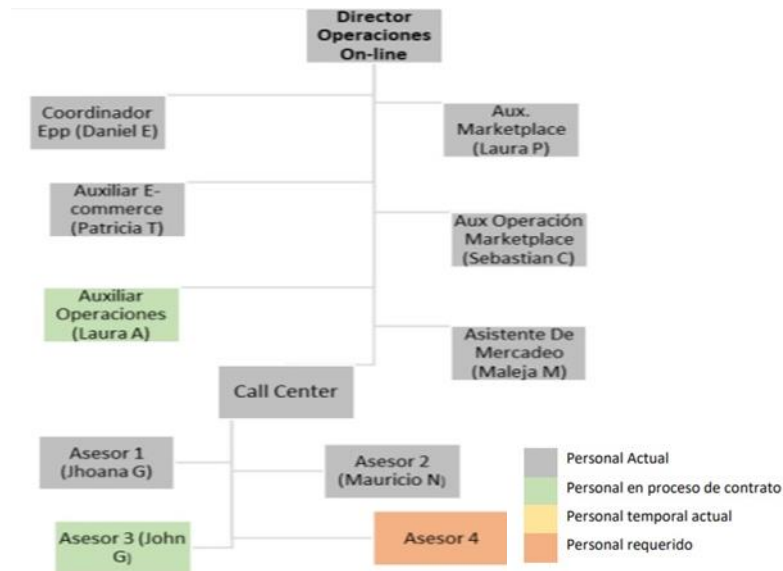 Director
Operaciones
On-line
Coordinador
Epp (Daniel E)
Aux.
Marketplace
(Laura P)
Auxiliar E-
commerce
(Patricia T)
Aux Operación
Marketplace
(Sebastian C)
Auxiliar
Operaciones
(Laura A)
Asistente De
Mercadeo
(Maleja M)
Call Center
Asesor 1
(Jhoana G)
Asesor 2
(Mauricio N)
Asesor 3 (John
G)
Asesor 4
Personal Actual
Personal en proceso de contrato
Personal temporal actual
Personal requerido